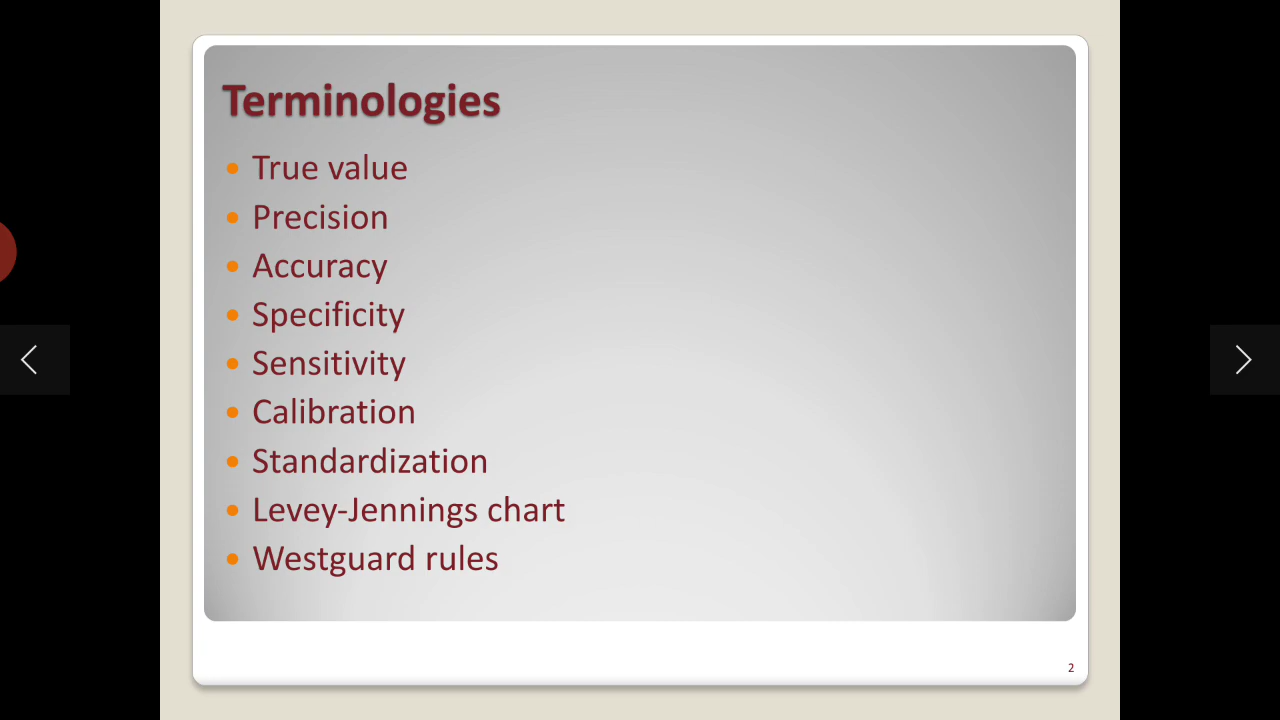 Terminologies
• True value
• Precision
• Accuracy
• Specificity
• Sensitivity
• Calibration
• Standardization
• Levey-Jennings chart
• Westguard rules
2